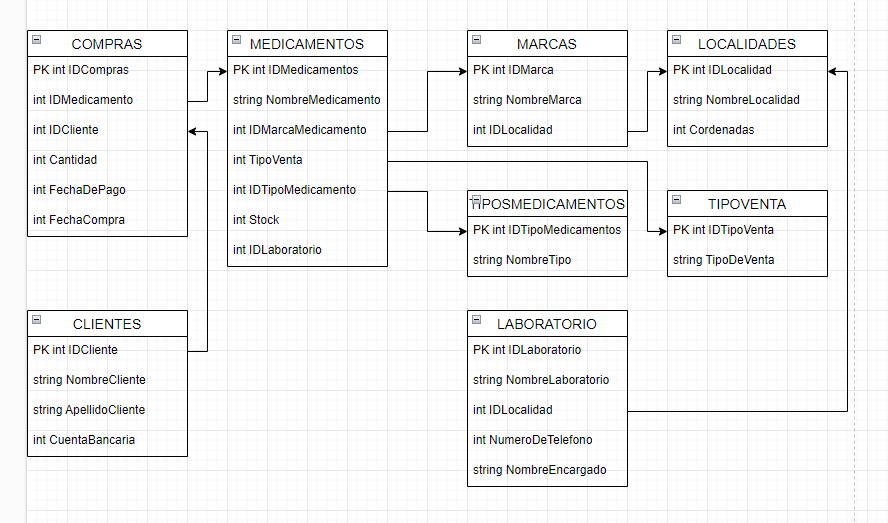 COMPRAS
PK int IDCompras
int IDMedicamento
int IDCliente
int Cantidad
int FechaDePago
int FechaCompra
MEDICAMENTOS
PK int IDMedicamentos
string NombreMedicamento
int IDMarcaMedicamento
int TipoVenta
int IDTipoMedicamento
int Stock
int IDLaboratorio
MARCAS
PK int IDMarca
string NombreMarca
int IDLocalidad
LOCALIDADES
PK int IDLocalidad
string NombreLocalidad
int Cordenadas
TIPOSMEDICAMENTOS
PK int IDTipoMedicamentos
string NombreTipo
TIPOVENTA
PK int IDTipoVenta
string TipoDeVenta
CLIENTES
PK int IDCliente
string NombreCliente
string ApellidoCliente
int CuentaBancaria
LABORATORIO
PK int IDLaboratorio
string NombreLaboratorio
int IDLocalidad
int NumeroDeTelefono
string NombreEncargado